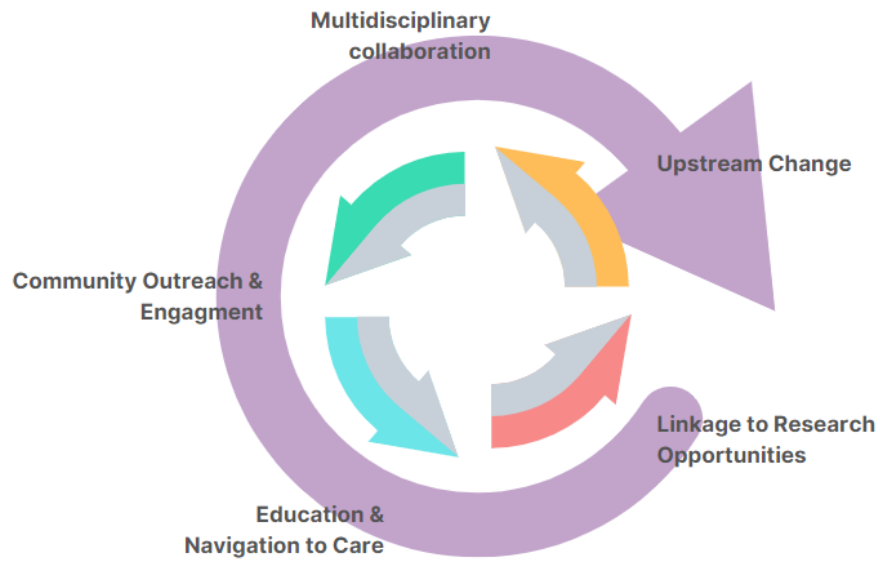 Multidisciplinary
collaboration
Upstream Change
Community Outreach &
Engagment
Linkage to Research
Opportunities
Education &
Navigation to Care